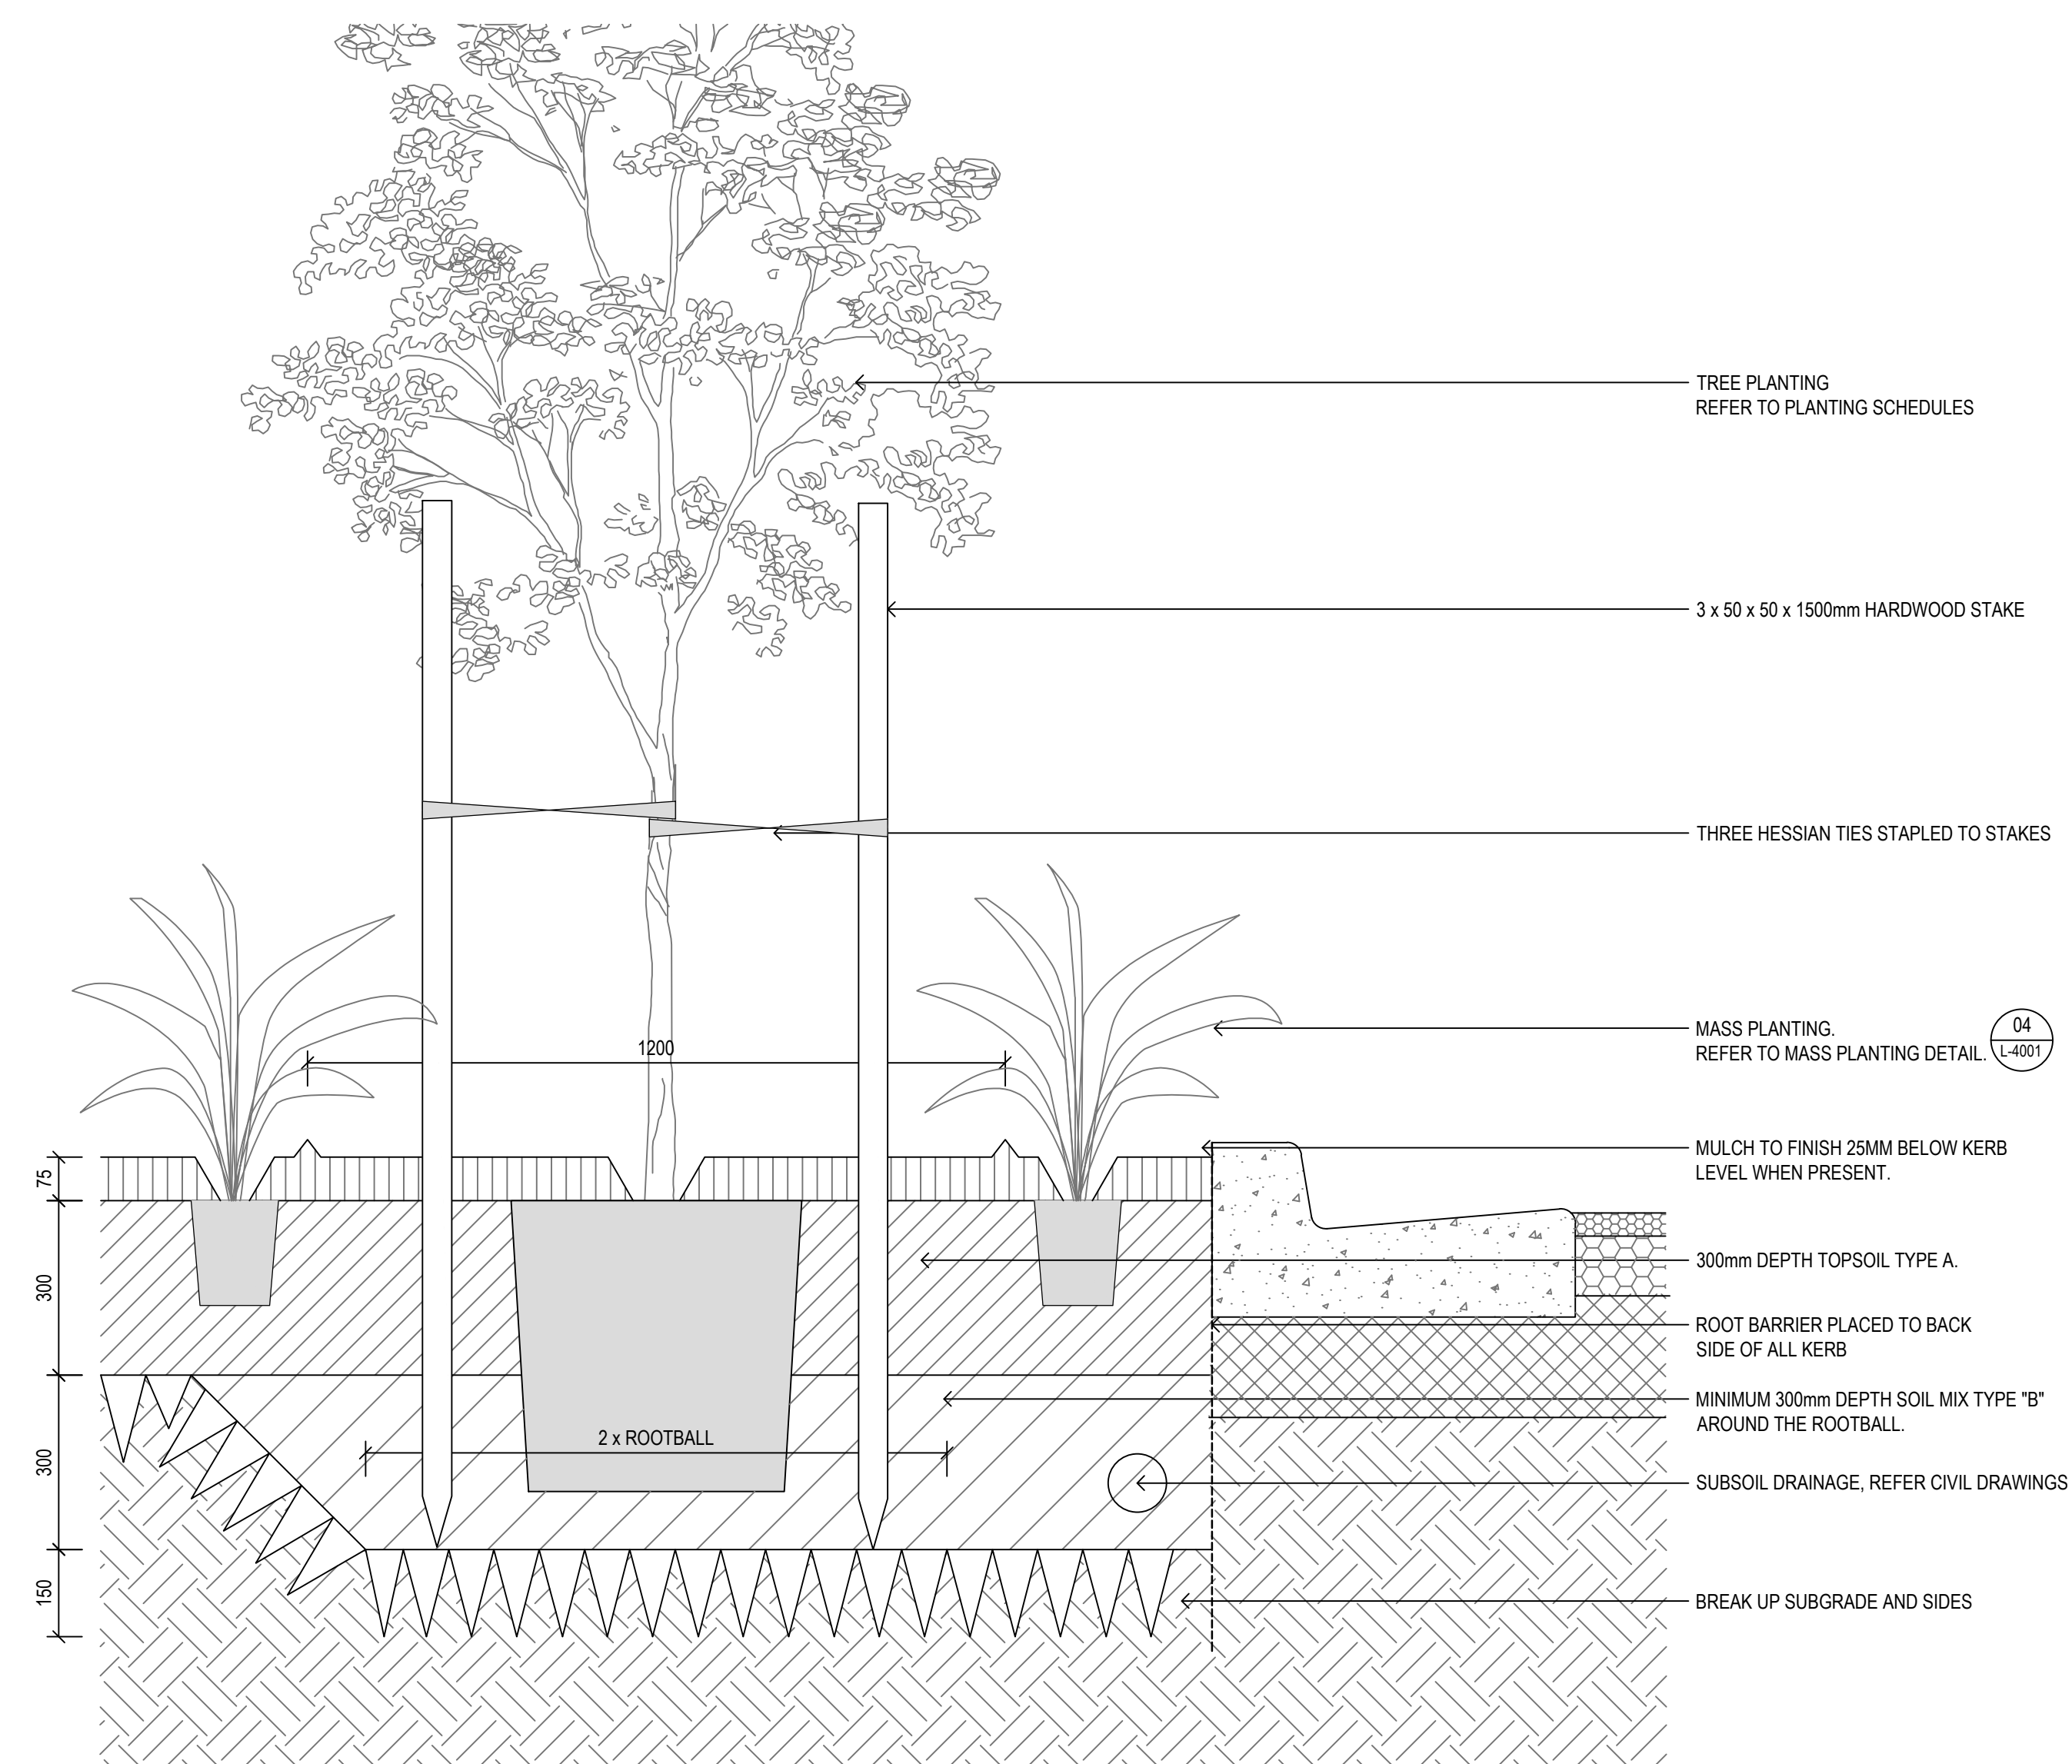 TREE PLANTING
REFER TO PLANTING SCHEDULES
3 x 50 x 50 x 1500mm HARDWOOD STAKE
THREE HESSIAN TIES STAPLED TO STAKES
MASS PLANTING.
REFER TO MASS PLANTING DETAIL.
04
L-4001
1200
MULCH TO FINISH 25MM BELOW KERB
LEVEL WHEN PRESENT.
75
300mm DEPTH TOPSOIL TYPE A.
300
ROOT BARRIER PLACED TO BACK
SIDE OF ALL KERB
MINIMUM 300mm DEPTH SOIL MIX TYPE "B"
AROUND THE ROOTBALL.
2 x ROOTBALL
300
SUBSOIL DRAINAGE, REFER CIVIL DRAWINGS
150
BREAK UP SUBGRADE AND SIDES